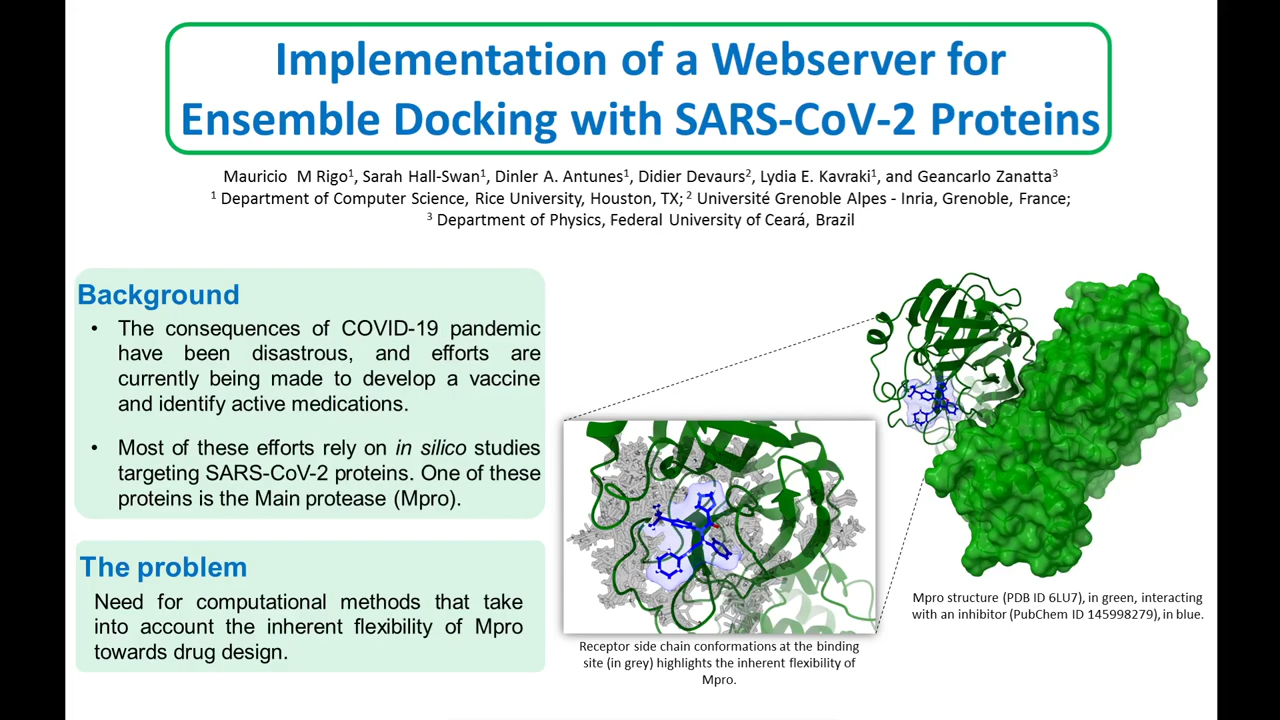 Implementation of a Webserver for
Ensemble Docking with SARS-CoV-2 Proteins
Mauricio M Rigo¹, Sarah Hall-Swan¹, Dinler A. Antunes¹, Didier Devaurs², Lydia E. Kavraki¹, and Geancarlo Zanatta³
¹ Department of Computer Science, Rice University, Houston, TX; ² Université Grenoble Alpes - Inria, Grenoble, France;
³ Department of Physics, Federal University of Ceará, Brazil
Background
• The consequences of COVID-19 pandemic
have been disastrous, and efforts are
currently being made to develop a vaccine
and identify active medications.
• Most of these efforts rely on in silico studies
targeting SARS-CoV-2 proteins. One of these
proteins is the Main protease (Mpro).
The problem
Need for computational methods that take
into account the inherent flexibility of Mpro
towards drug design.
Receptor side chain conformations at the binding
site (in grey) highlights the inherent flexibility of
Mpro.
Mpro structure (PDB ID 6LU7), in green, interacting
with an inhibitor (PubChem ID 145998279), in blue.